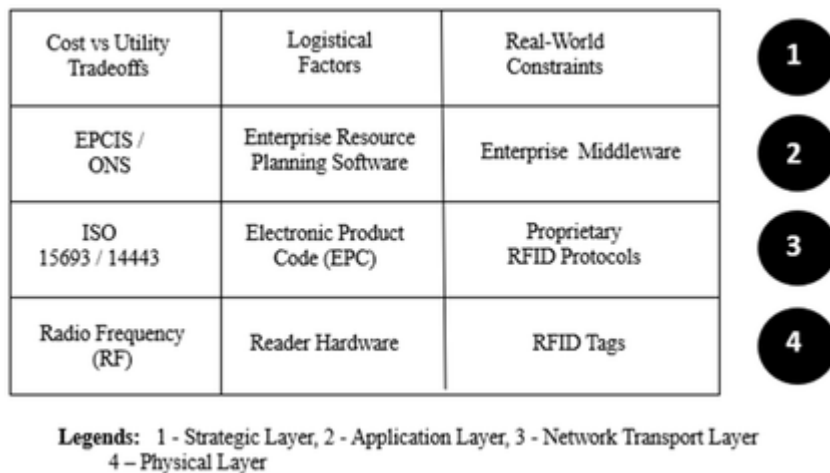 Cost vs Utility
Tradeoffs
Logistical
Factors
Real-World
Constraints
1
EPCIS /
ONS
Enterprise Resource
Planning Software
Enterprise Middleware
2
ISO
15693 / 14443
Electronic Product
Code (EPC)
Proprietary
RFID Protocols
3
Radio Frequency
(RF)
Reader Hardware
RFID Tags
4
Legends: 1 - Strategic Layer, 2 - Application Layer, 3 - Network Transport Layer
4 – Physical Layer